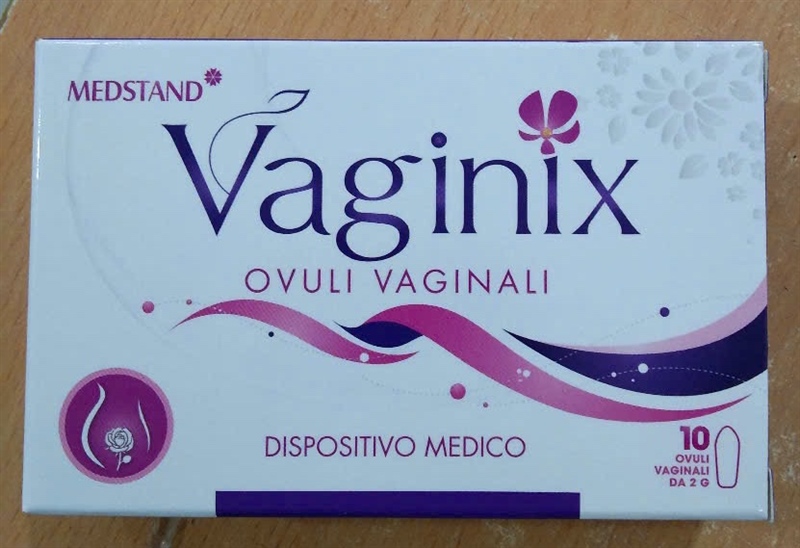 MEDSTAND
Vaginix
OVULI VAGINALI
DISPOSITIVO MEDICO
10
OVULI
VAGINALI
DA 2 G